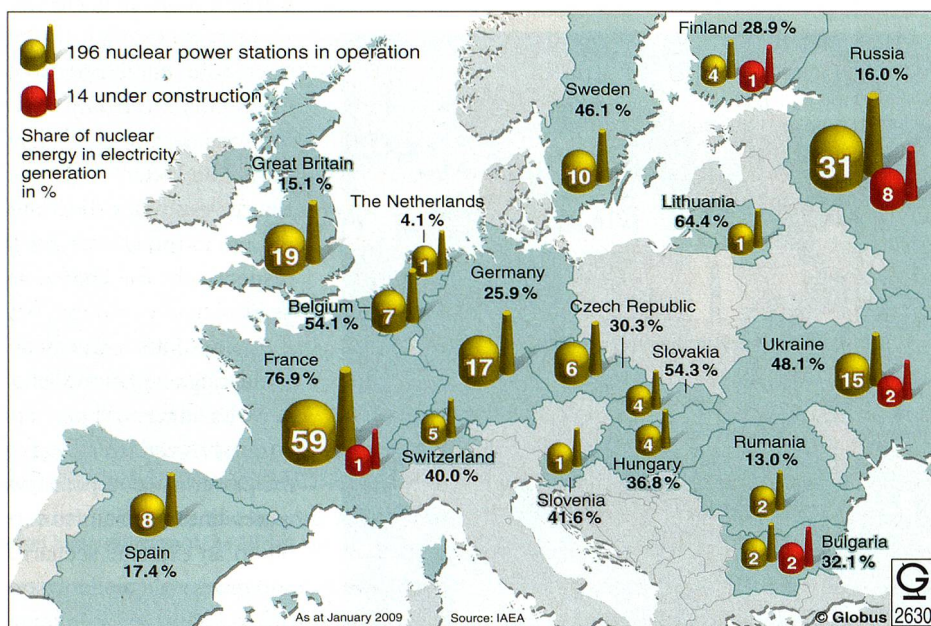 196 nuclear power stations in operation
14 under construction
Share of nuclear
energy in electricity
generation
in %
Finland 28.9%
4
1
Russia
16.0%
31
8
Sweden
46.1%
10
Great Britain
15.1%
19
The Netherlands
4.1%
1
Lithuania
64.4%
1
Germany
25.9%
17
Belgium
54.1%
7
Czech Republic
30.3%
6
Slovakia
54.3%
4
Ukraine
48.1%
15
2
France
76.9%
59
1
5
Switzerland
40.0%
1
Slovenia
41.6%
4
Hungary
36.8%
Rumania
13.0%
2
8
Spain
17.4%
2
2
Bulgaria
32.1%
As at January 2009
Source: IAEA
© Globus
G
2630